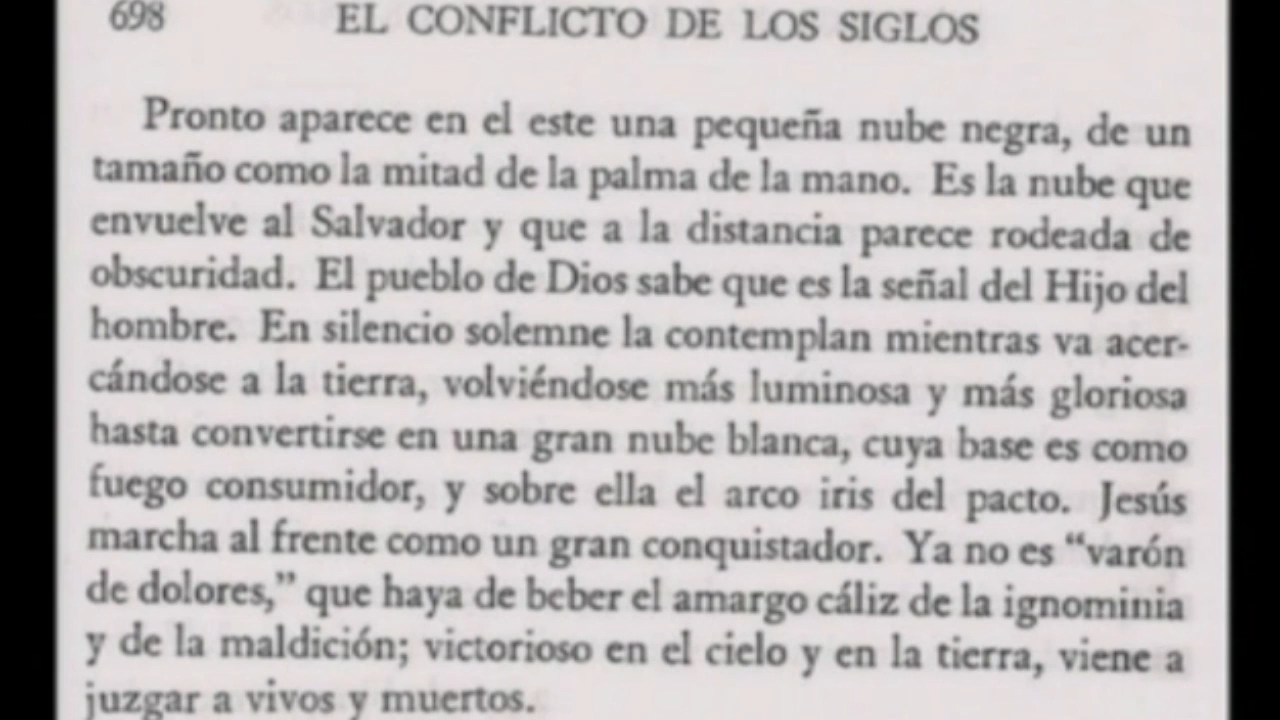 698 EL CONFLICTO DE LOS SIGLOS
Pronto aparece en el este una pequeña nube negra, de un
tamaño como la mitad de la palma de la mano. Es la nube que
envuelve al Salvador y que a la distancia parece rodeada de
obscuridad. El pueblo de Dios sabe que es la señal del Hijo del
hombre. En silencio solemne la contemplan mientras va acer-
cándose a la tierra, volviéndose más luminosa y más gloriosa
hasta convertirse en una gran nube blanca, cuya base es como
fuego consumidor, y sobre ella el arco iris del pacto. Jesús
marcha al frente como un gran conquistador. Ya no es “varón
de dolores,” que haya de beber el amargo cáliz de la ignominia
y de la maldición; victorioso en el cielo y en la tierra, viene a
juzgar a vivos y muertos.